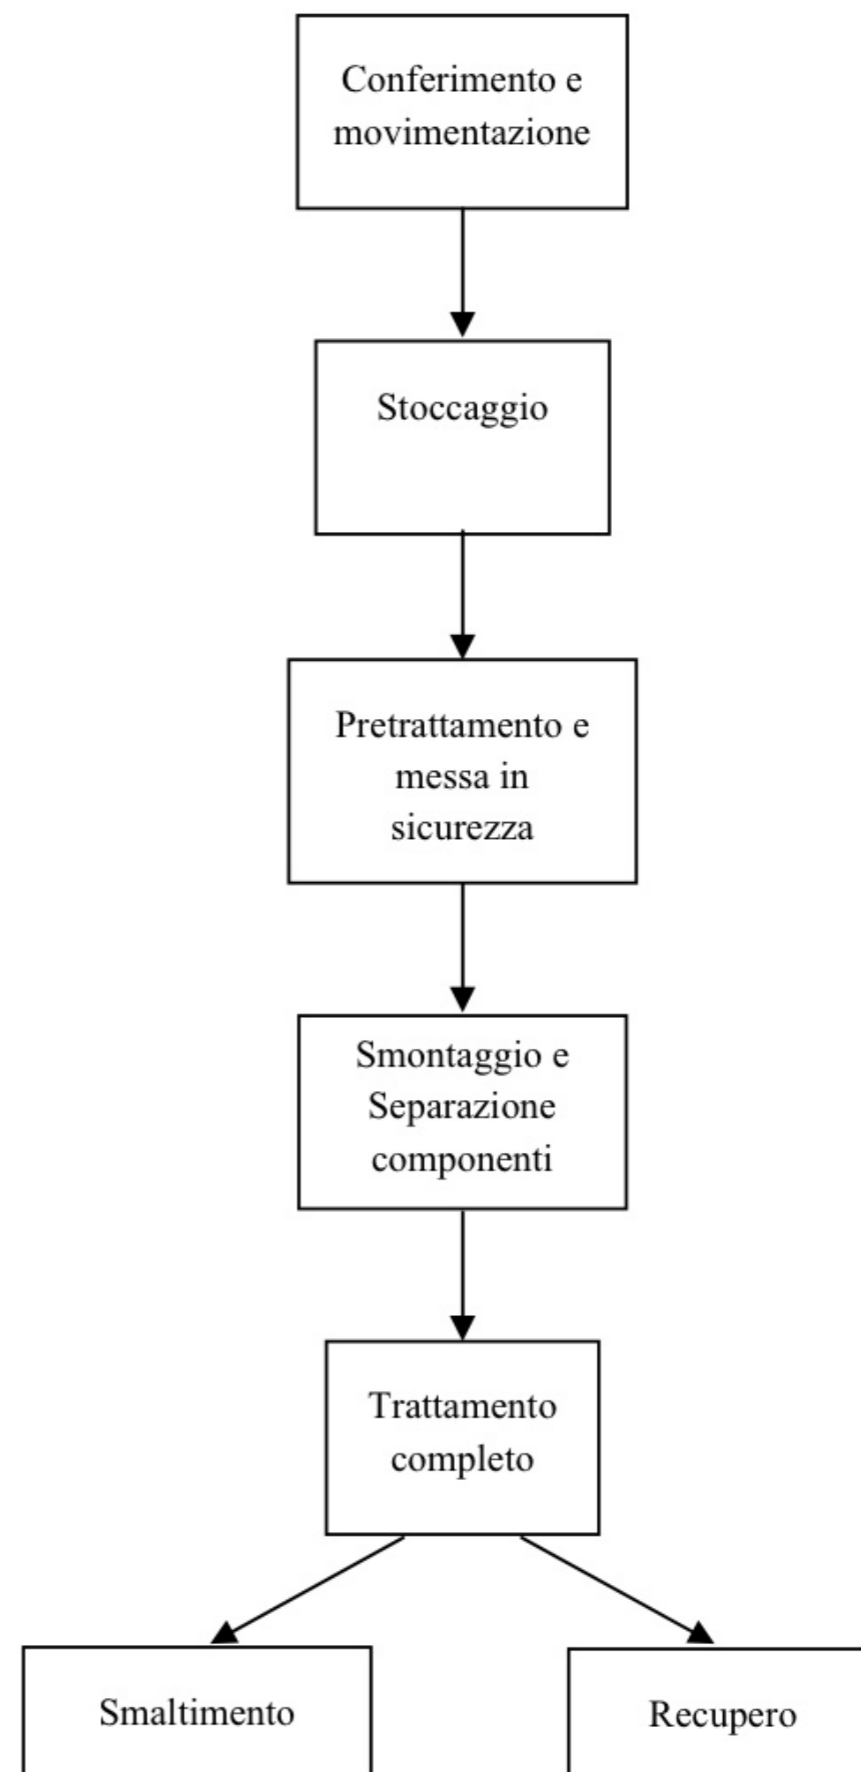 Conferimento e
movimentazione
Stoccaggio
Pretrattamento e
messa in
sicurezza
Smontaggio e
Separazione
componenti
Trattamento
completo
Smaltimento
Recupero